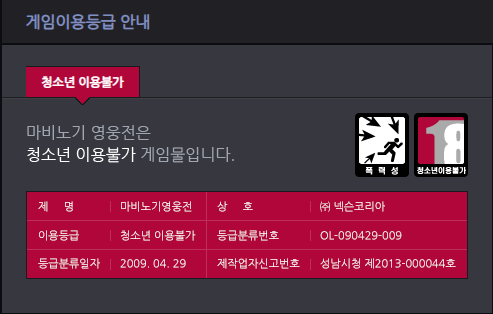 게임이용등급 안내
청소년 이용불가
마비노기 영웅전은
청소년 이용불가 게임물입니다.
폭력성
18
청소년이용불가
제 명 마비노기영웅전 상 호 ㈜ 넥슨코리아
이용등급 청소년 이용불가 등급분류번호 OL-090429-009
등급분류일자 2009. 04. 29 제작업자신고번호 성남시청 제2013-000044호